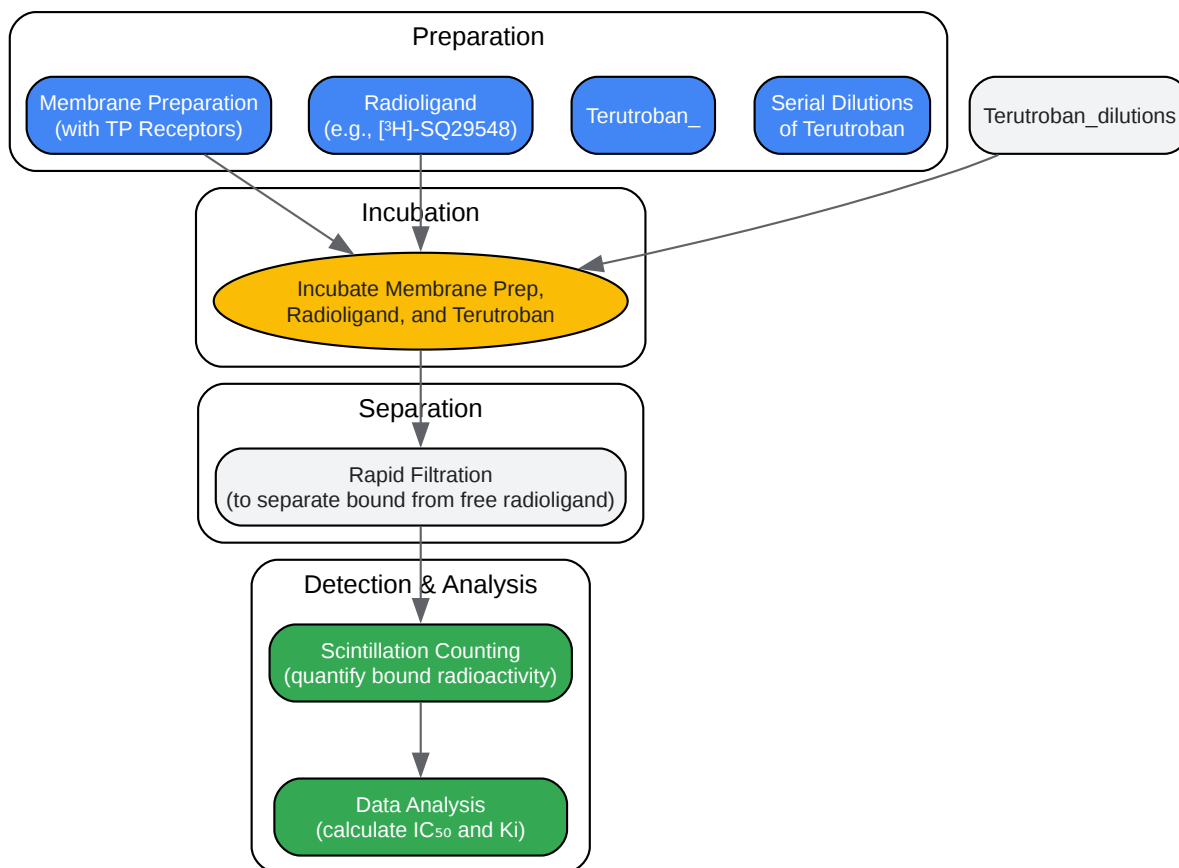 Preparation
Membrane Preparation
(with TP Receptors)
Radioligand
(e.g., [³H]-SQ29548)
Terutroban_
Serial Dilutions
of Terutroban
Terutroban_dilutions
Incubation
Incubate Membrane Prep,
Radioligand, and Terutroban
Separation
Rapid Filtration
(to separate bound from free radioligand)
Detection & Analysis
Scintillation Counting
(quantify bound radioactivity)
Data Analysis
(calculate IC₅₀ and Ki)